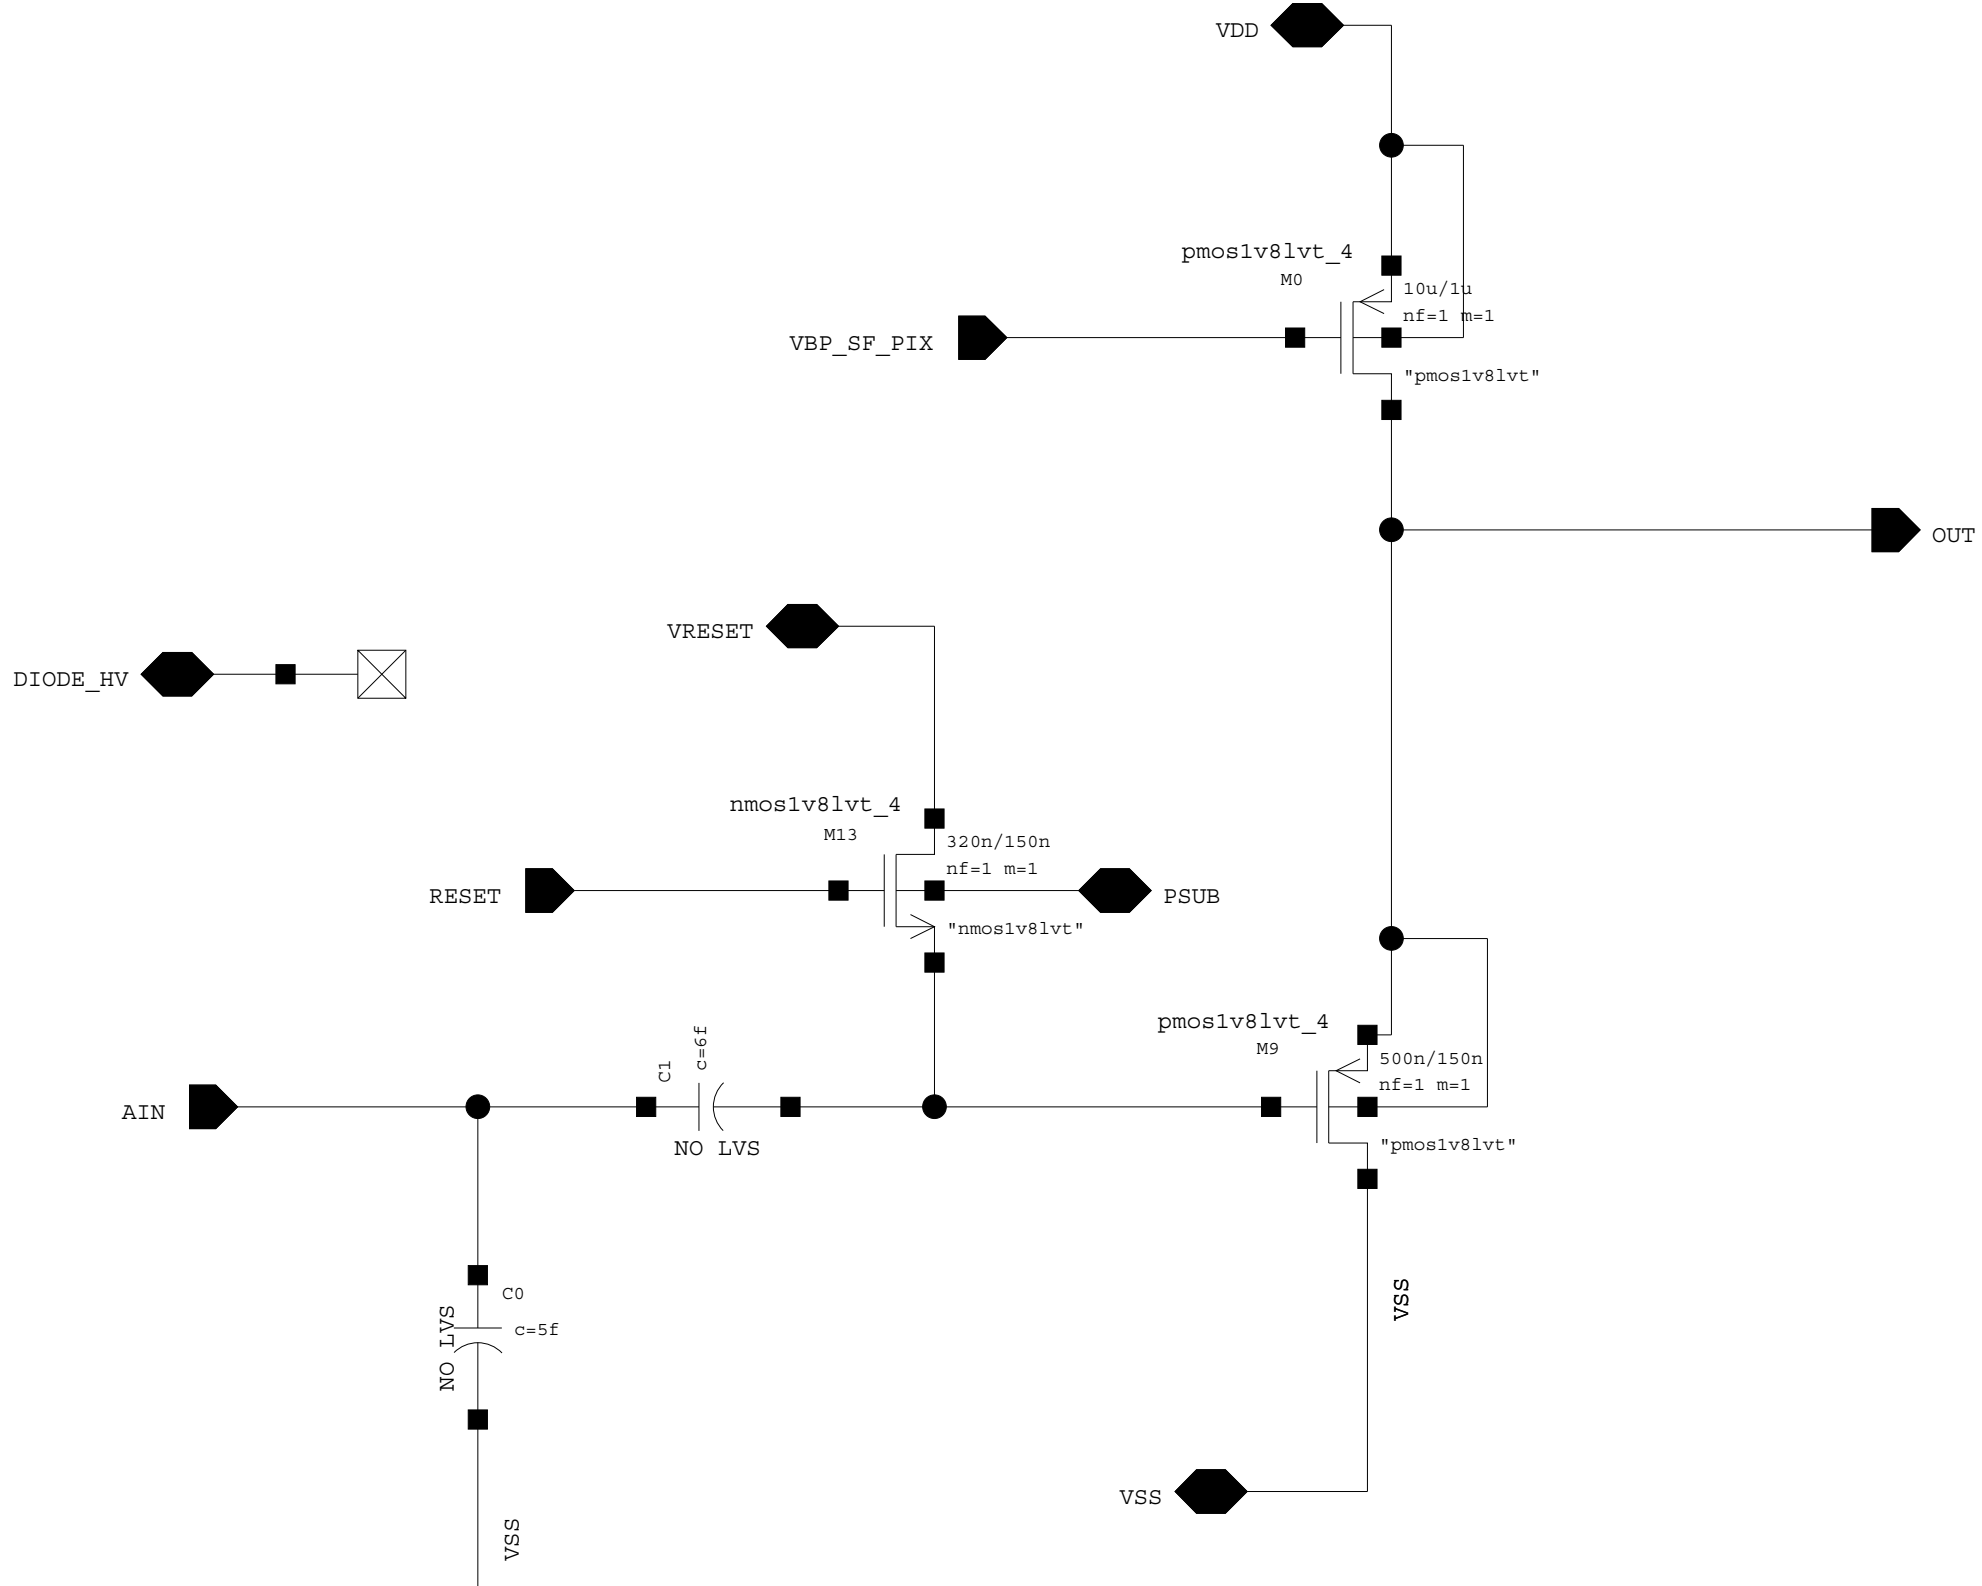 VDD
pmos1v8lvt_4
M0
10u/1u
nf=1 m=1
VBP_SF_PIX
"pmos1v8lvt"
OUT
VRESET
DIODE_HV
nmos1v8lvt_4
M13
320n/150n
nf=1 m=1
RESET
PSUB
"nmos1v8lvt"
pmos1v8lvt_4
M9
500n/150n
nf=1 m=1
C1
c=6f
AIN
NO LVS
"pmos1v8lvt"
C0
c=5f
NO LVS
VSS
VSS
VSS